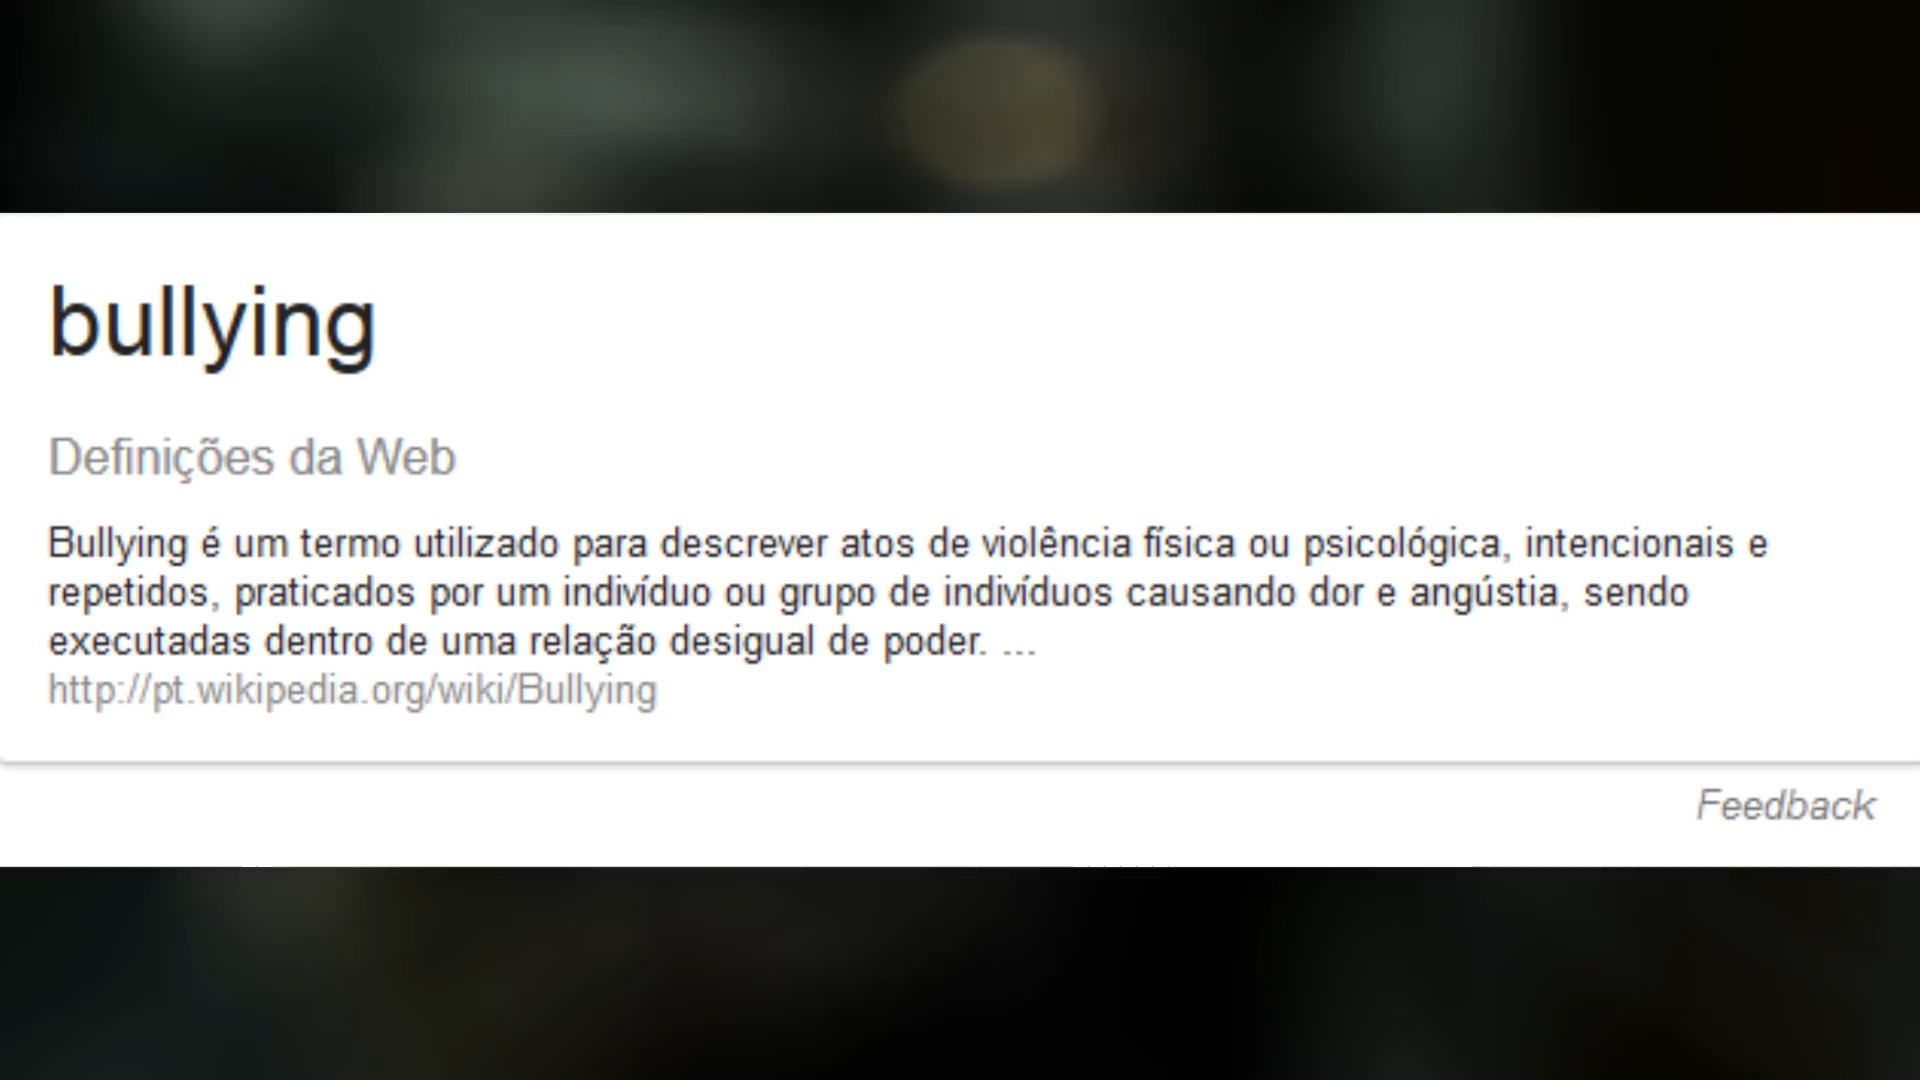 bullying
Definições da Web
Bullying é um termo utilizado para descrever atos de violência física ou psicológica, intencionais e
repetidos, praticados por um indivíduo ou grupo de indivíduos causando dor e angústia, sendo
executadas dentro de uma relação desigual de poder. ...
http://pt.wikipedia.org/wiki/Bullying
Feedback